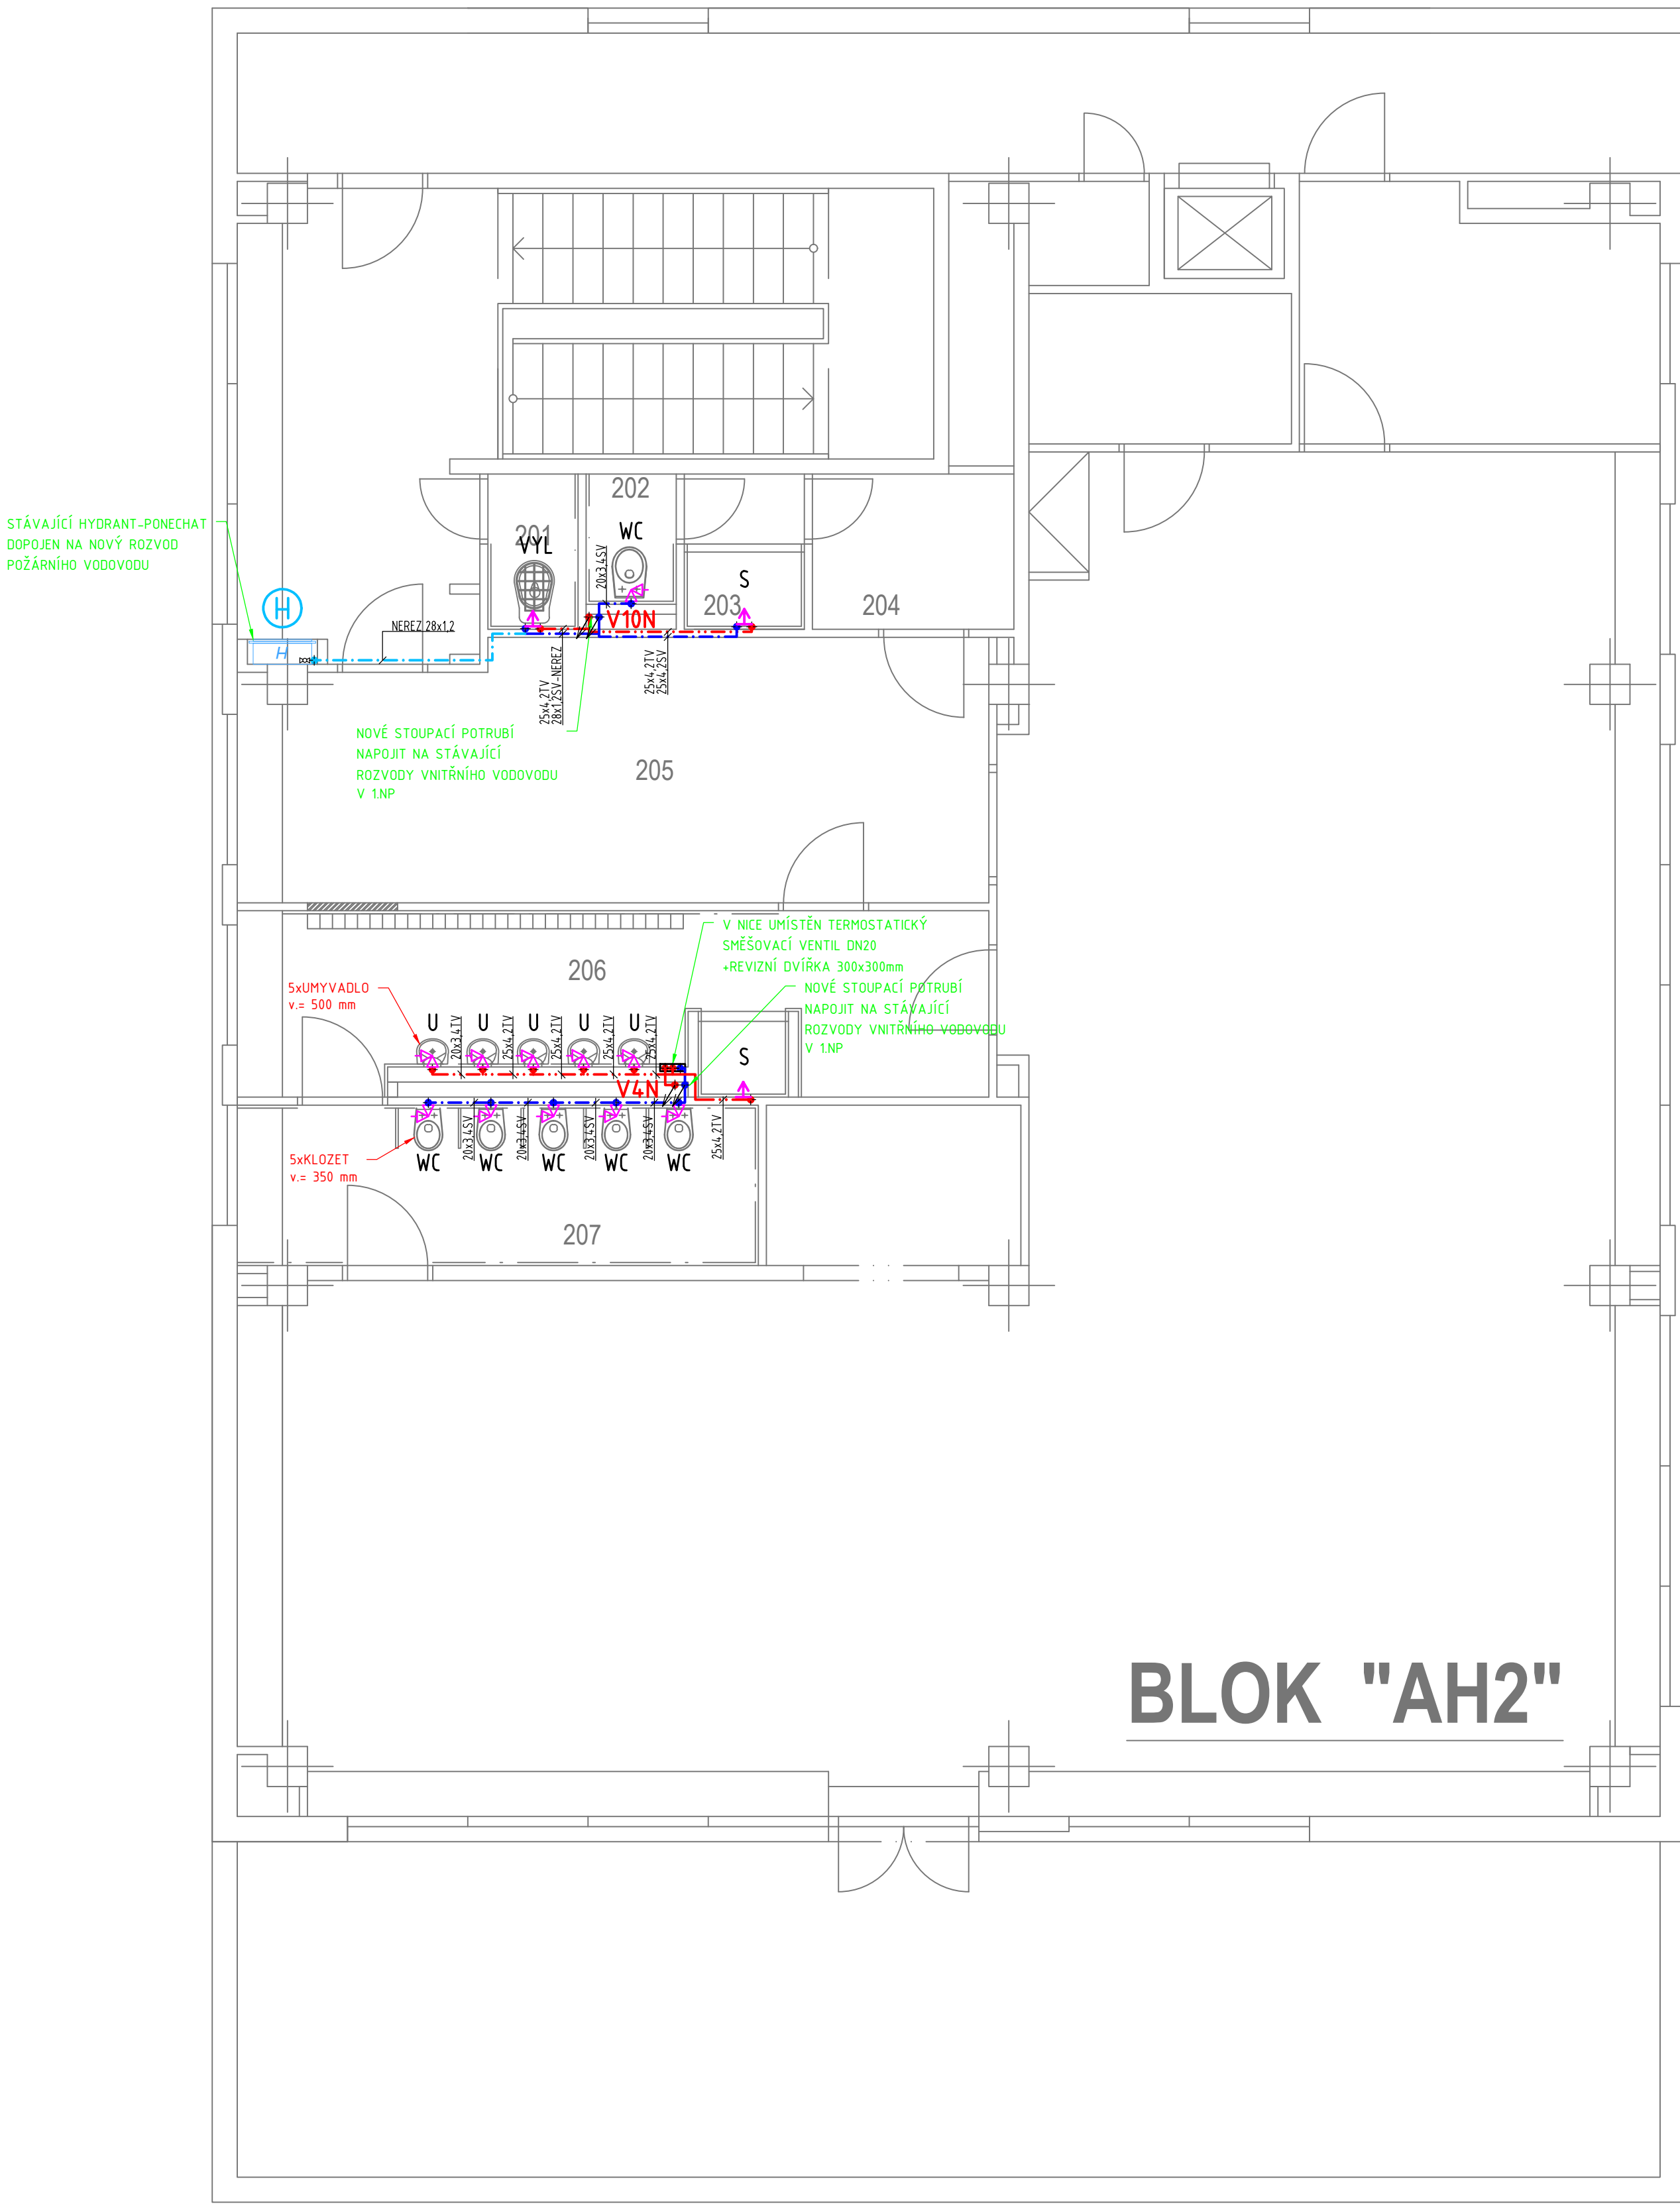 202
201
VYL
WC
20x3,4SV
STÁVAJÍCÍ HYDRANT-PONECHAT
DOPOJEN NA NOVÝ ROZVOD
POŽÁRNÍHO VODOVODU
H
H
NEREZ 28x1,2
S
203
204
V10N
25x4,2TV
28x1,2SV-NEREZ
25x4,2TV
25x4,2SV
NOVÉ STOUPACÍ POTRUBÍ
NAPOJIT NA STÁVAJÍCÍ
ROZVODY VNITŘNÍHO VODOVODU
V 1.NP
205
V NICE UMÍSTĚN TERMOSTATICKÝ
SMĚŠOVACÍ VENTIL DN20
+REVIZNÍ DVÍŘKA 300x300mm
NOVÉ STOUPACÍ POTRUBÍ
NAPOJIT NA STÁVAJÍCÍ
ROZVODY VNITŘNÍHO VODOVODU
V 1.NP
206
5xUMYVADLO
v.= 500 mm
U
U
U
U
U
20x3,4TV
25x4,2TV
25x4,2TV
25x4,2TV
25x4,2TV
S
V4N
20x3,4SV
20x3,4SV
20x3,4SV
20x3,4SV
25x4,2TV
5xKLOZET
v.= 350 mm
WC
WC
WC
WC
WC
207
BLOK "AH2"